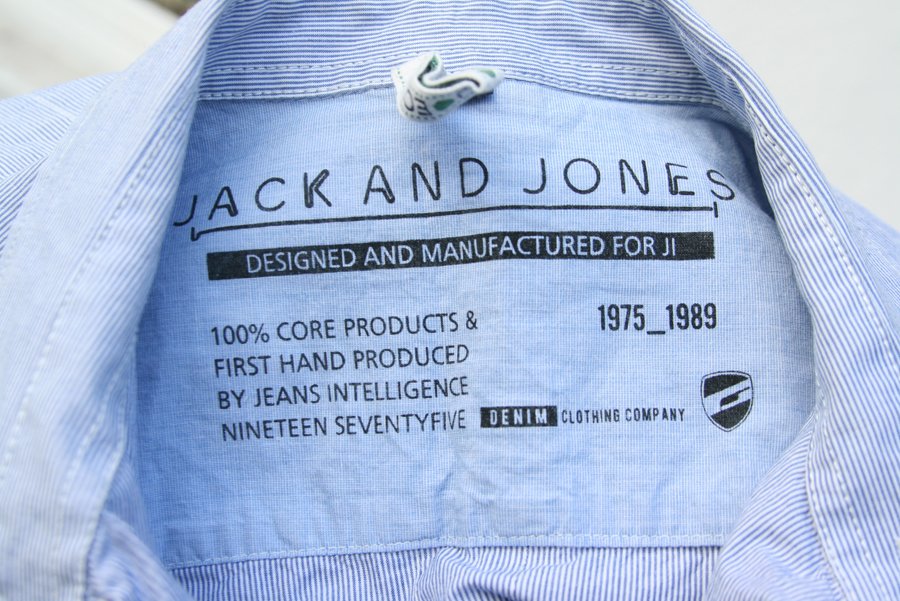 JACK AND JONES
DESIGNED AND MANUFACTURED FOR JI
1975_1989
100% CORE PRODUCTS &
FIRST HAND PRODUCED
BY JEANS INTELLIGENCE
NINETEEN SEVENTYFIVE DENIM CLOTHING COMPANY